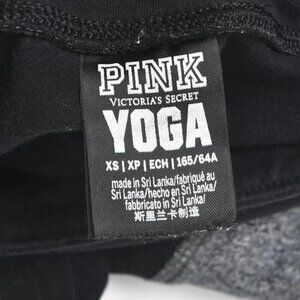 PINK
VICTORIA'S SECRET
YOGA
XS | XP | ECH | 165/64A
made in Sri Lanka/fabriqué au
Sri Lanka/hecho en Sri Lanka/
fabbricato in Sri Lanka/
斯里兰卡制造